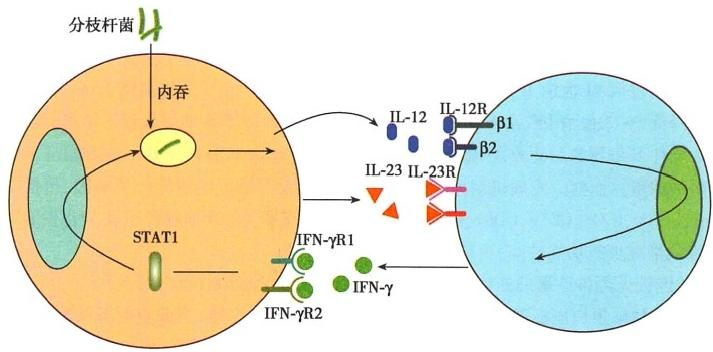 分枝杆菌
内吞
IL-12
IL-12R
β1
β2
IL-23
IL-23R
STAT1
IFN-γR1
IFN-γ
IFN-γR2